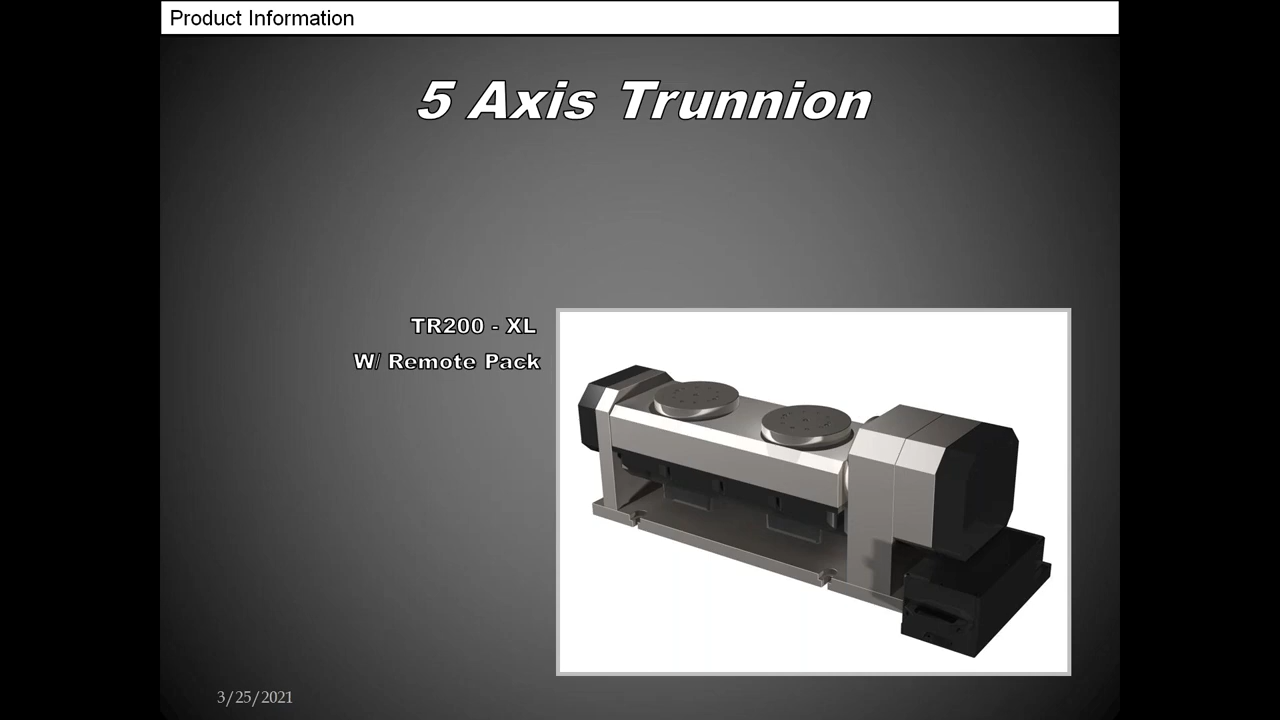 Product Information
5 Axis Trunnion
TR200 - XL
W/ Remote Pack
3/25/2021